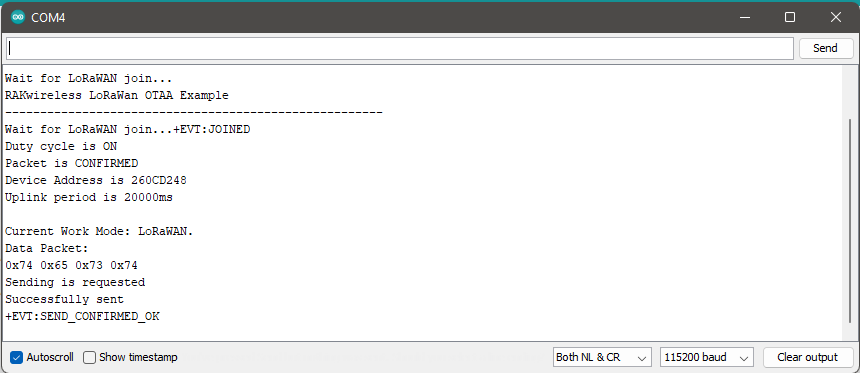 COM4
Send
Wait for LoRaWAN join...
RAKwireless LoRaWan OTAA Example
------------------------------------------------------
Wait for LoRaWAN join...+EVT:JOINED
Duty cycle is ON
Packet is CONFIRMED
Device Address is 260CD248
Uplink period is 20000ms
Current Work Mode: LoRaWAN.
Data Packet:
0x74 0x65 0x73 0x74
Sending is requested
Successfully sent
+EVT:SEND_CONFIRMED_OK
Autoscroll Show timestamp Both NL & CR 115200 baud Clear output